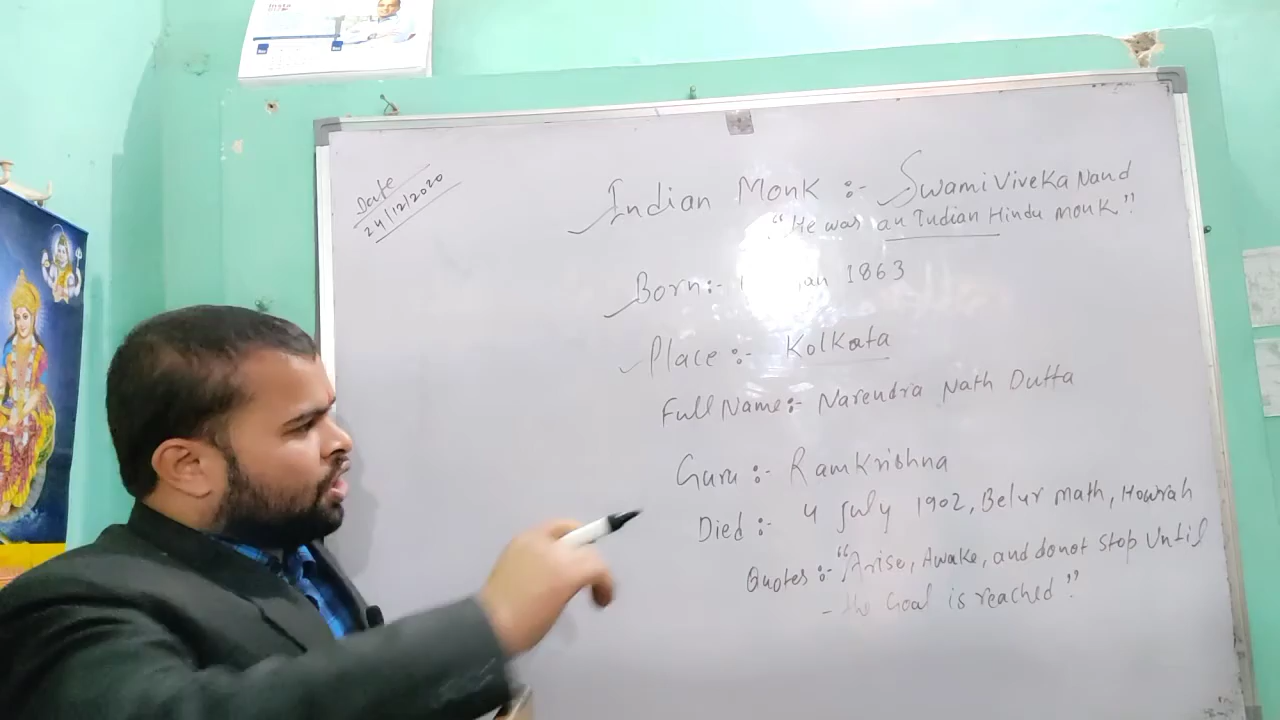 Date
24/12/2020
Indian Monk :- Swami Vivekanand
"He was an Indian Hindu monk".
Born:- 1863
Place :- Kolkata
Full Name:- Narendra Nath Dutta
Guru :- Ramkrishna
Died :- 4 July 1902, Belur Math, Howrah
Quotes :- "Arise, Awake, and donot stop Until
- the Goal is reached".